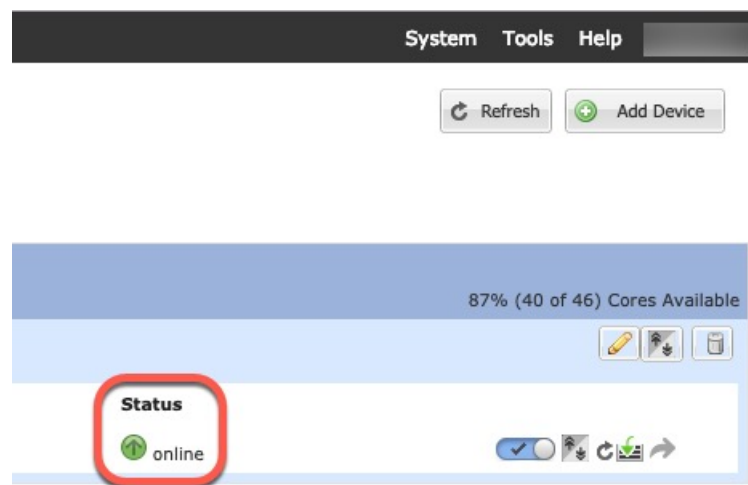 System Tools Help
Refresh Add Device
87% (40 of 46) Cores Available
Status
online